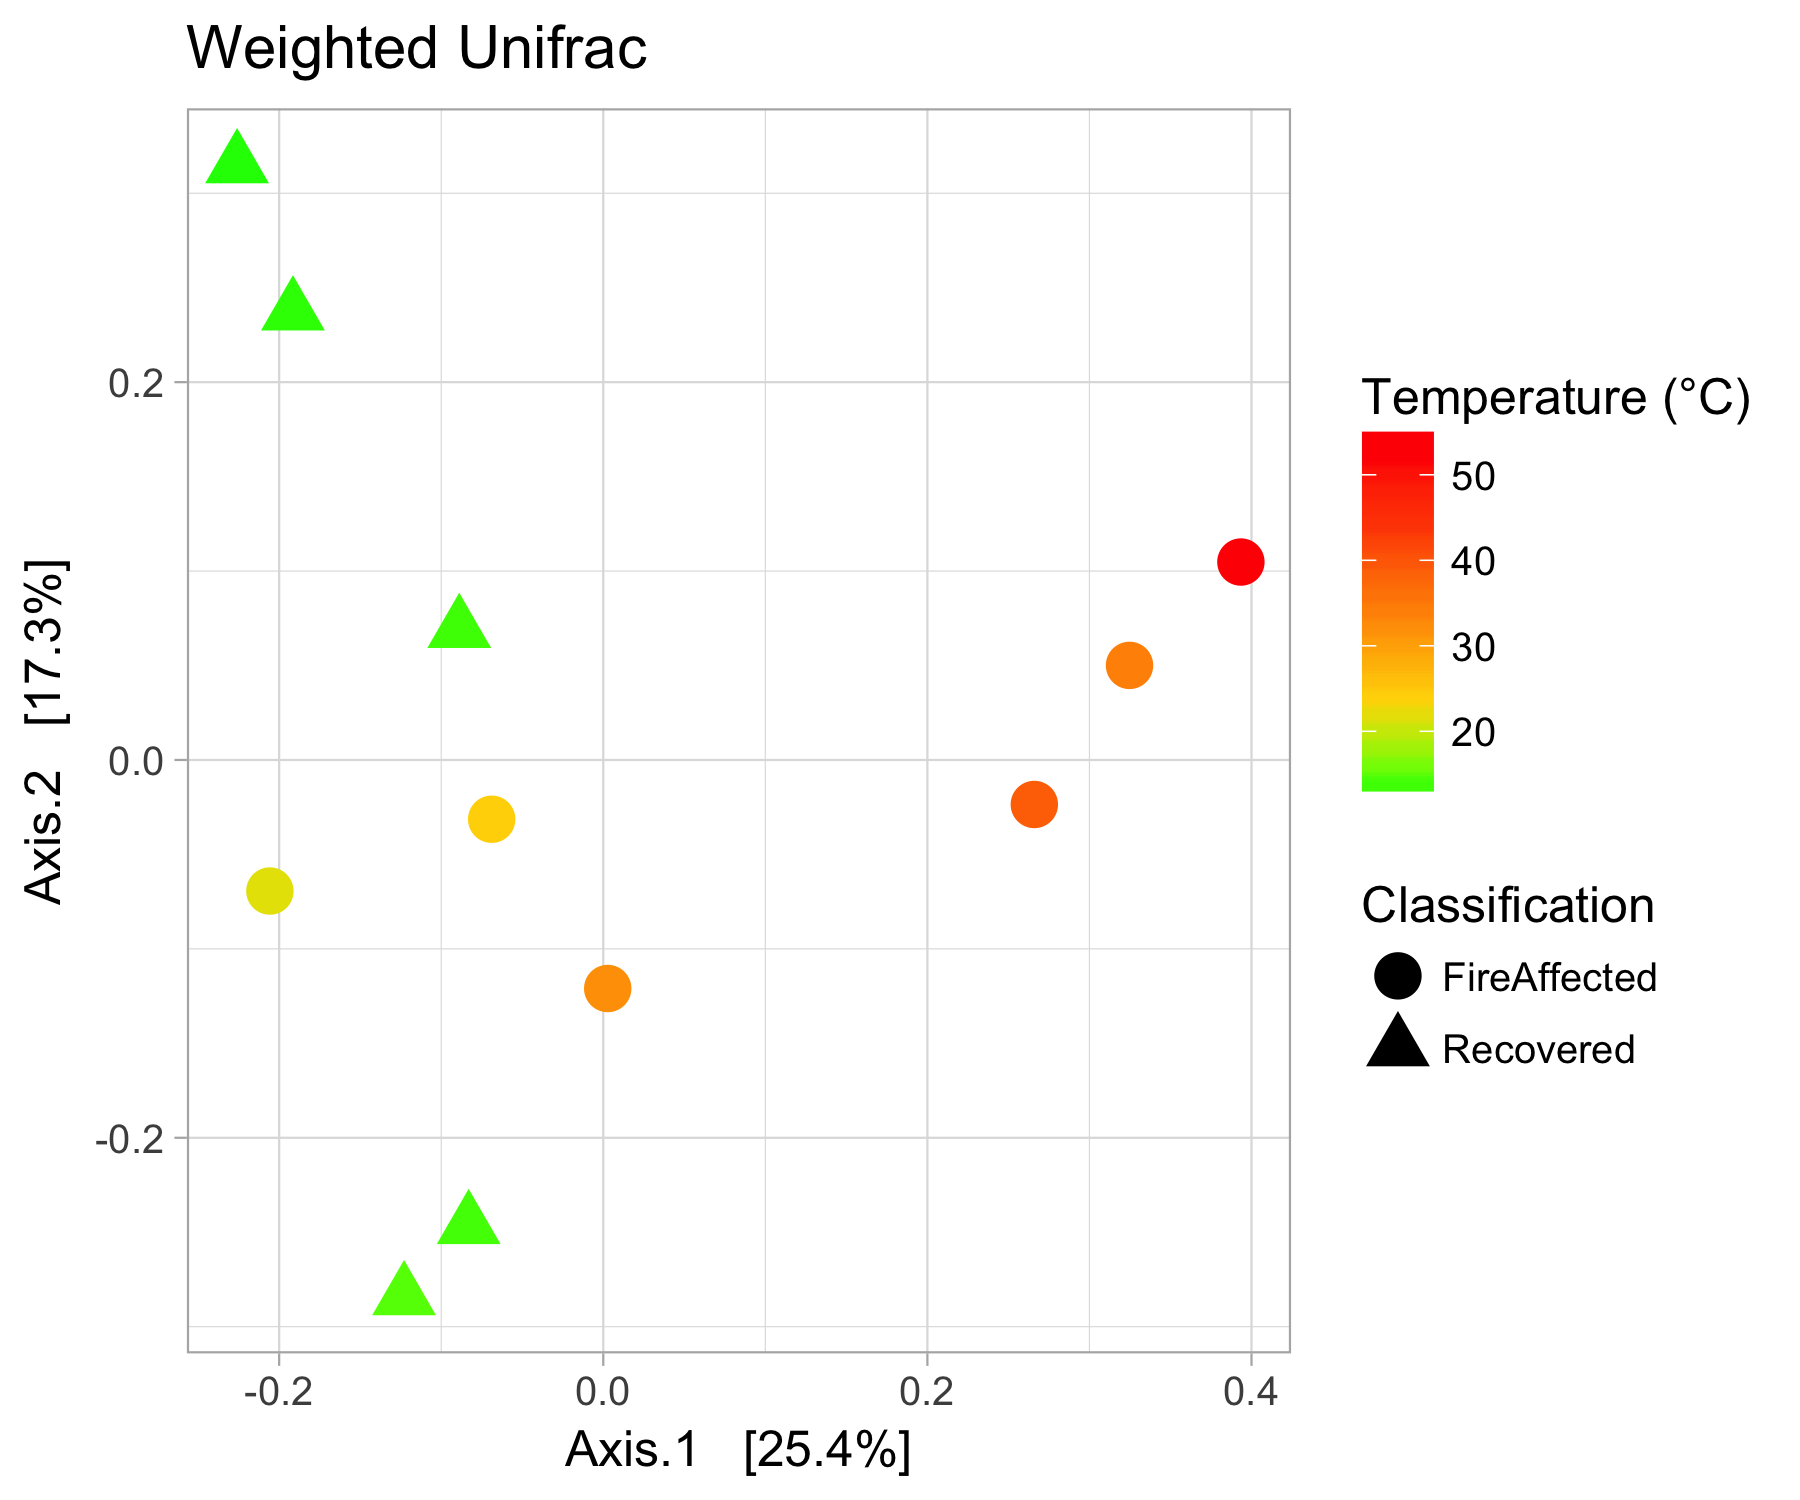 Weighted Unifrac
Axis.2   [17.3%]
0.2
0.0
-0.2
-0.2
0.0
0.2
0.4
Axis.1   [25.4%]
Temperature (°C)
50
40
30
20
Classification
FireAffected
Recovered